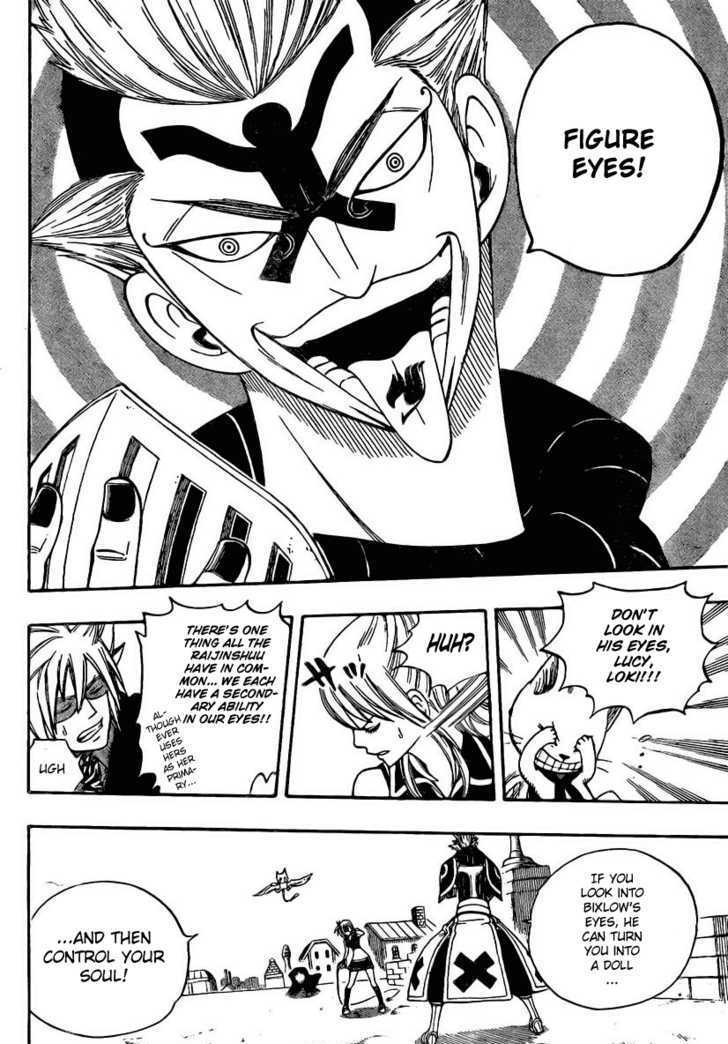 FIGURE
EYES!
DON'T
LOOK IN
HIS EYES,
LUCY,
LOKI!!!!
HUH?
THERE'S ONE
THING ALL THE
RAIJINSHUU
HAVE IN COM-
MON... WE EACH
HAVE A SECOND-
ARY ABILITY
IN OUR EYES!!
AL-
THOUGH
EVER
USES
HERS
AS HER
PRIMA-
RY...
UGH
IF YOU
LOOK INTO
BIXLOW'S
EYES, HE
CAN TURN
YOU INTO
A DOLL
...
...AND THEN
CONTROL YOUR
SOUL!